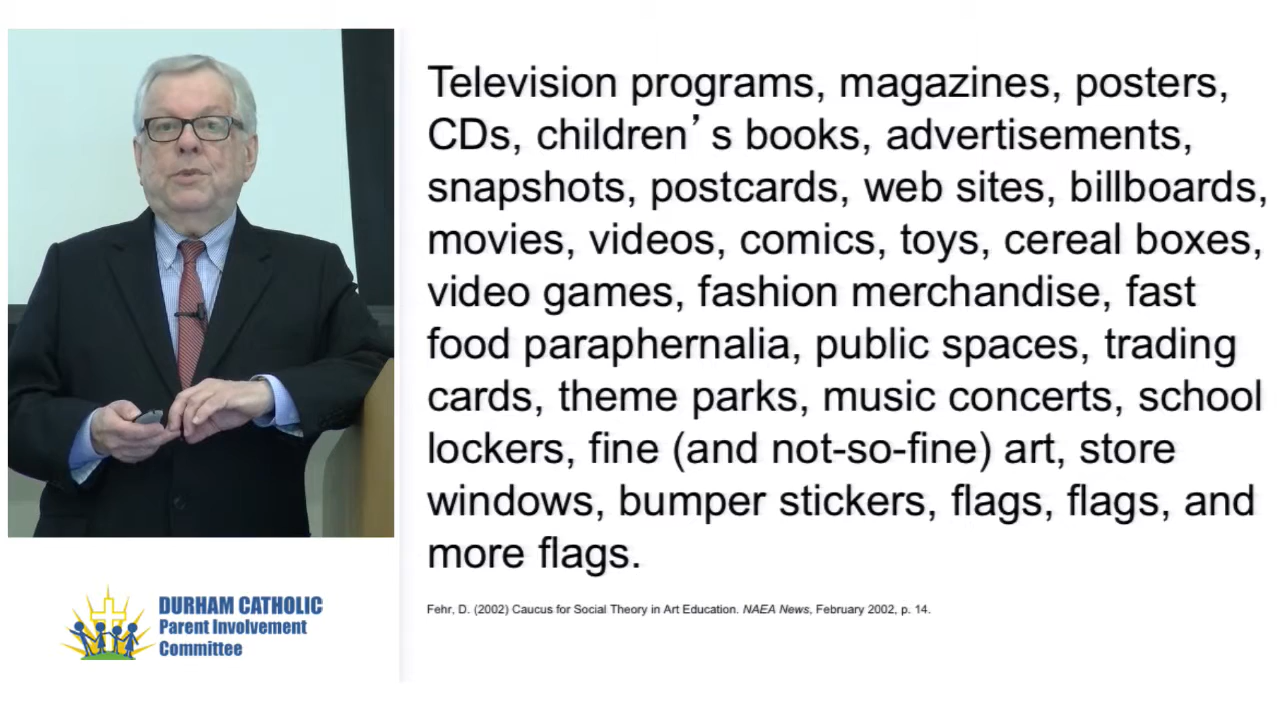 Television programs, magazines, posters,
CDs, children’s books, advertisements,
snapshots, postcards, web sites, billboards,
movies, videos, comics, toys, cereal boxes,
video games, fashion merchandise, fast
food paraphernalia, public spaces, trading
cards, theme parks, music concerts, school
lockers, fine (and not-so-fine) art, store
windows, bumper stickers, flags, flags, and
more flags.
Fehr, D. (2002) Caucus for Social Theory in Art Education. NAEA News, February 2002, p. 14.
DURHAM CATHOLIC
Parent Involvement
Committee